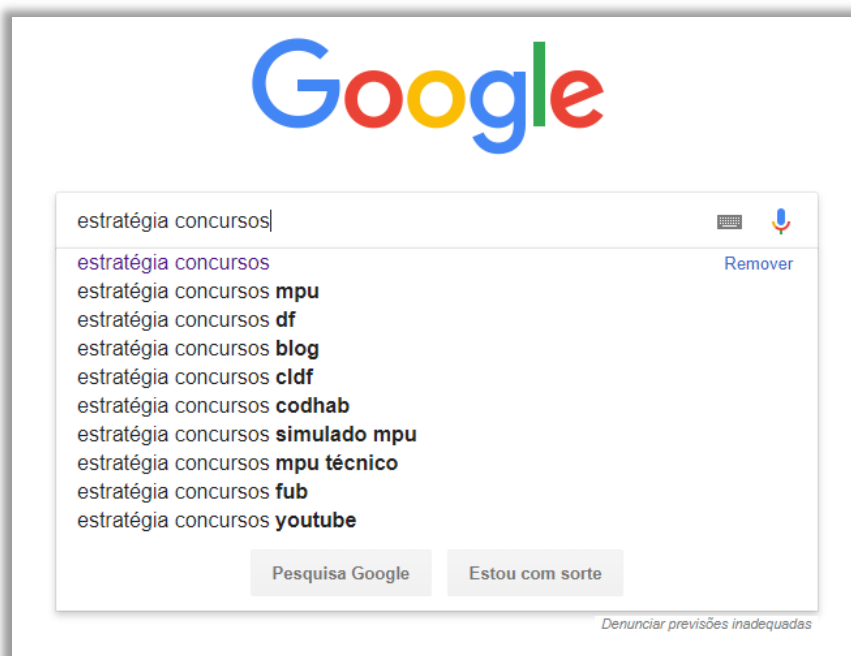 Google
estratégia concursos
estratégia concursos Remover
estratégia concursos mpu
estratégia concursos df
estratégia concursos blog
estratégia concursos cldf
estratégia concursos codhab
estratégia concursos simulado mpu
estratégia concursos mpu técnico
estratégia concursos fub
estratégia concursos youtube
Pesquisa Google Estou com sorte
Denunciar previsões inadequadas